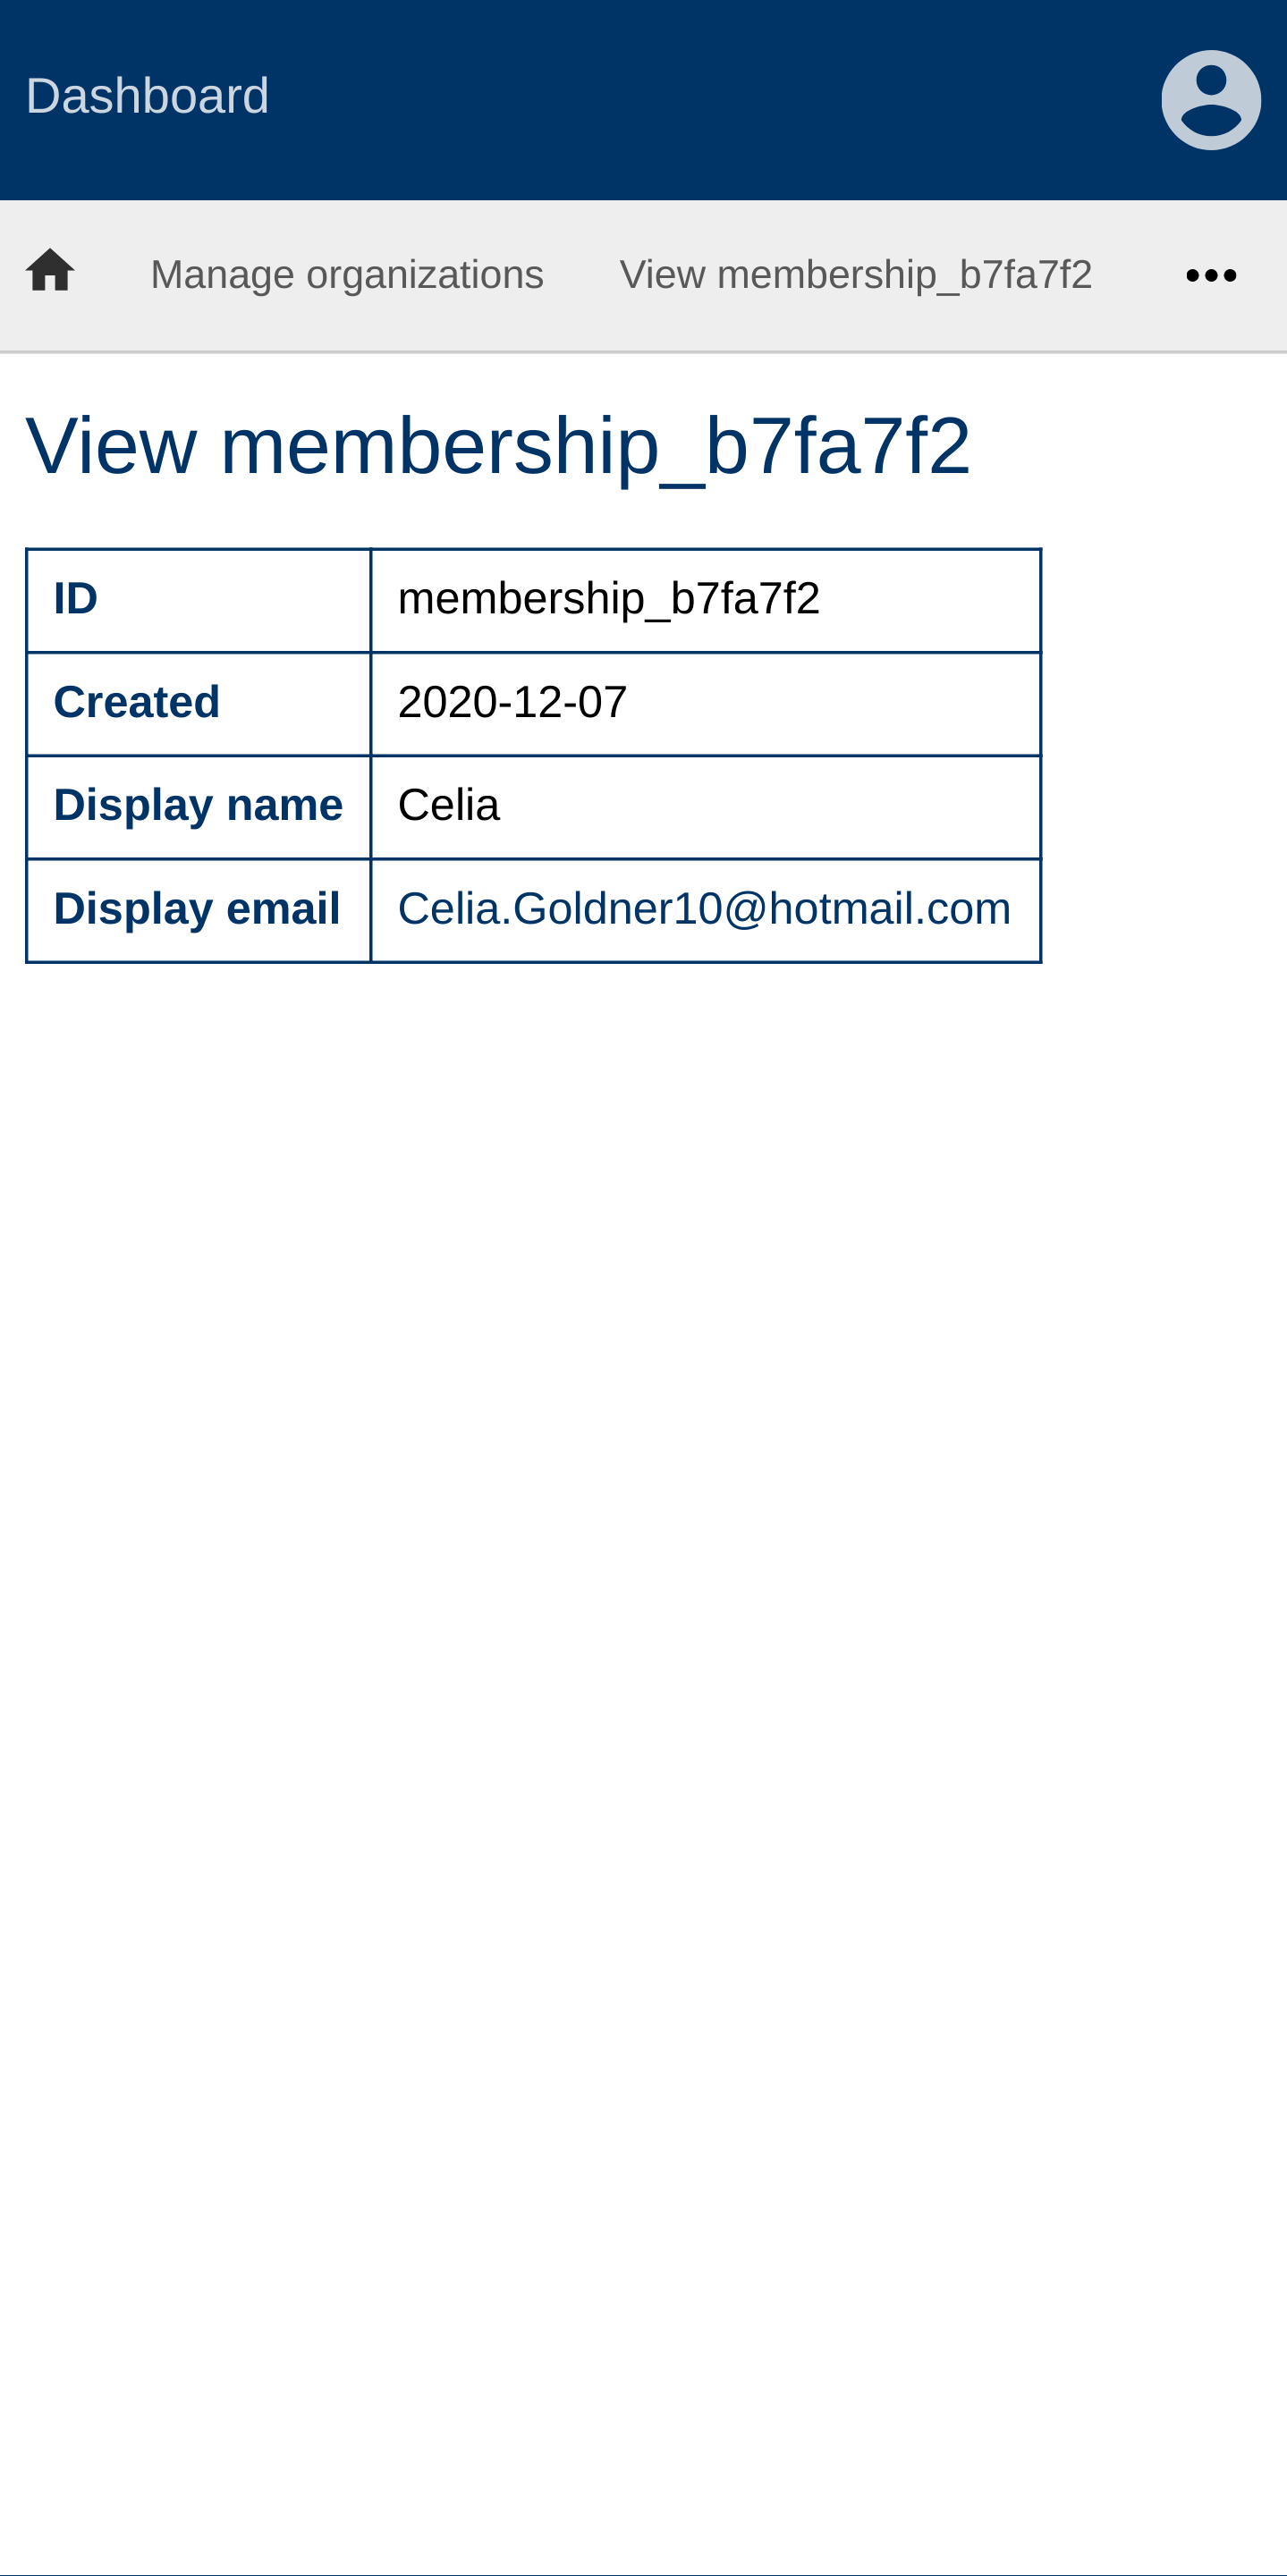 Dashboard
Manage organizations View membership_b7fa7f2
View membership_b7fa7f2
ID membership_b7fa7f2
Created 2020-12-07
Display name Celia
Display email Celia.Goldner10@hotmail.com